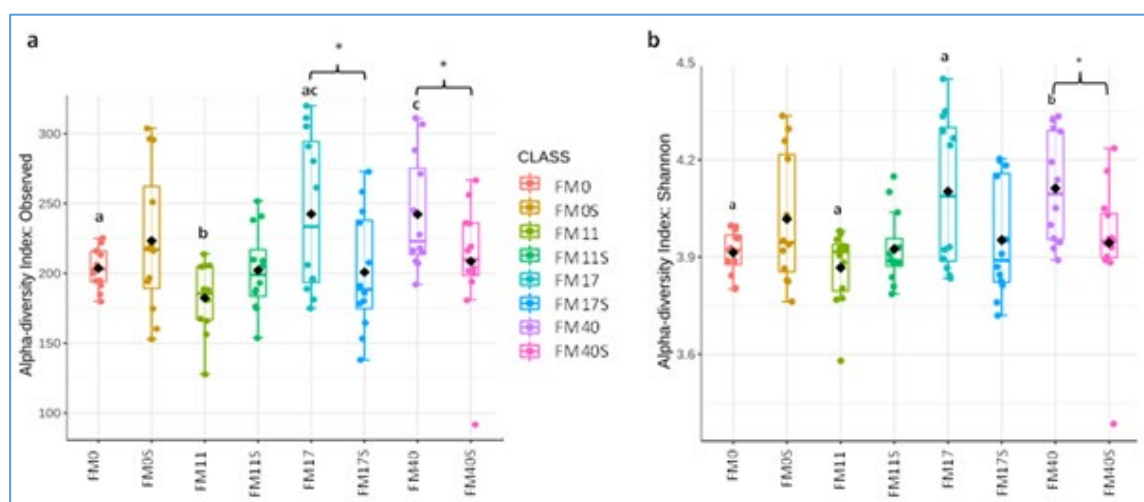 a
*
*
ac
c
a
b
Alpha-diversity Index: Observed
300
250
200
150
100
FM0
FM0S
FM11
FM11S
FM17
FM17S
FM40
FM40S
CLASS
FM0
FM0S
FM11
FM11S
FM17
FM17S
FM40
FM40S
b
a
*
b
a
a
Alpha-diversity Index: Shannon
4.5
4.2
3.9
3.6
FM0
FM0S
FM11
FM11S
FM17
FM17S
FM40
FM40S